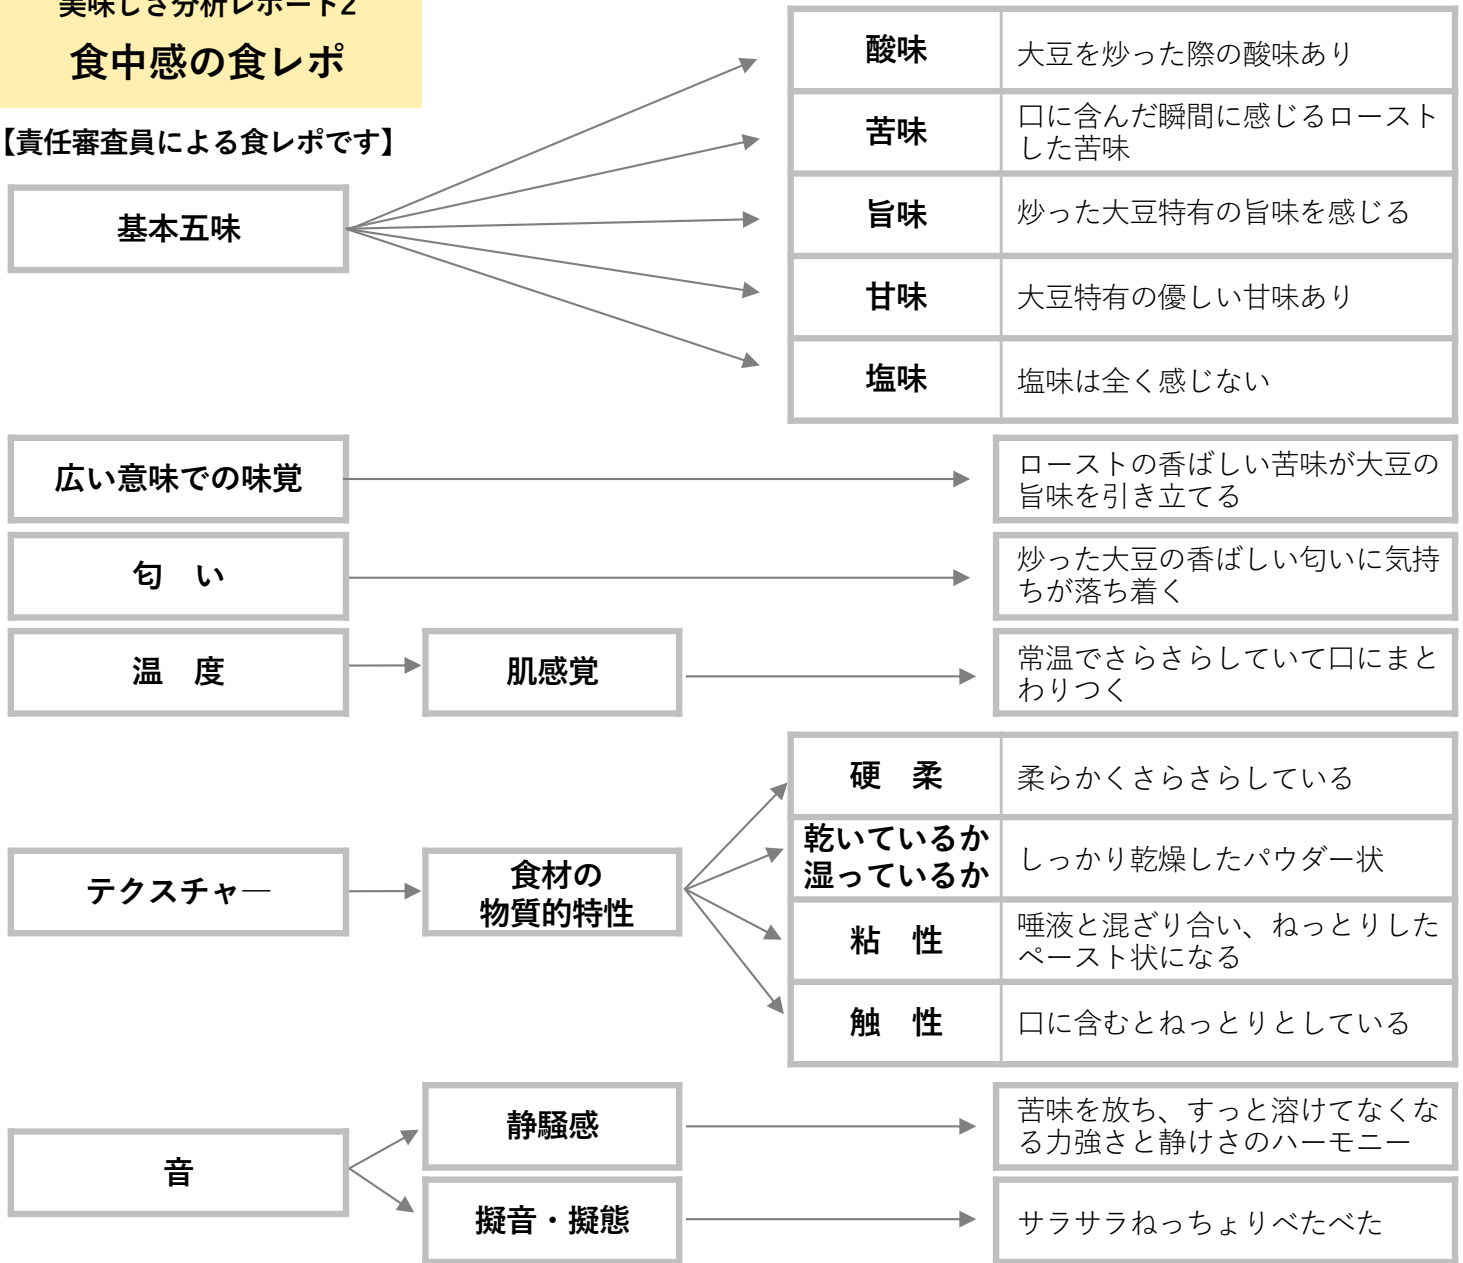 美味しさ分析レポート2
食中感の食レポ
【責任審査員による食レポです】
基本五味
酸味
大豆を炒った際の酸味あり
苦味
口に含んだ瞬間に感じるロースト
した苦味
旨味
炒った大豆特有の旨味を感じる
甘味
大豆特有の優しい甘味あり
塩味
塩味は全く感じない
広い意味での味覚
ローストの香ばしい苦味が大豆の
旨味を引き立てる
匂　い
炒った大豆の香ばしい匂いに気持
ちが落ち着く
温　度
肌感覚
常温でさらさらしていて口にまと
わりつく
テクスチャ―
食材の
物質的特性
硬　柔
柔らかくさらさらしている
乾いているか
湿っているか
しっかり乾燥したパウダー状
粘　性
唾液と混ざり合い、ねっとりした
ペースト状になる
触　性
口に含むとねっとりとしている
音
静騒感
苦味を放ち、すっと溶けてなくな
る力強さと静けさのハーモニー
擬音・擬態
サラサラねっちょりべたべた